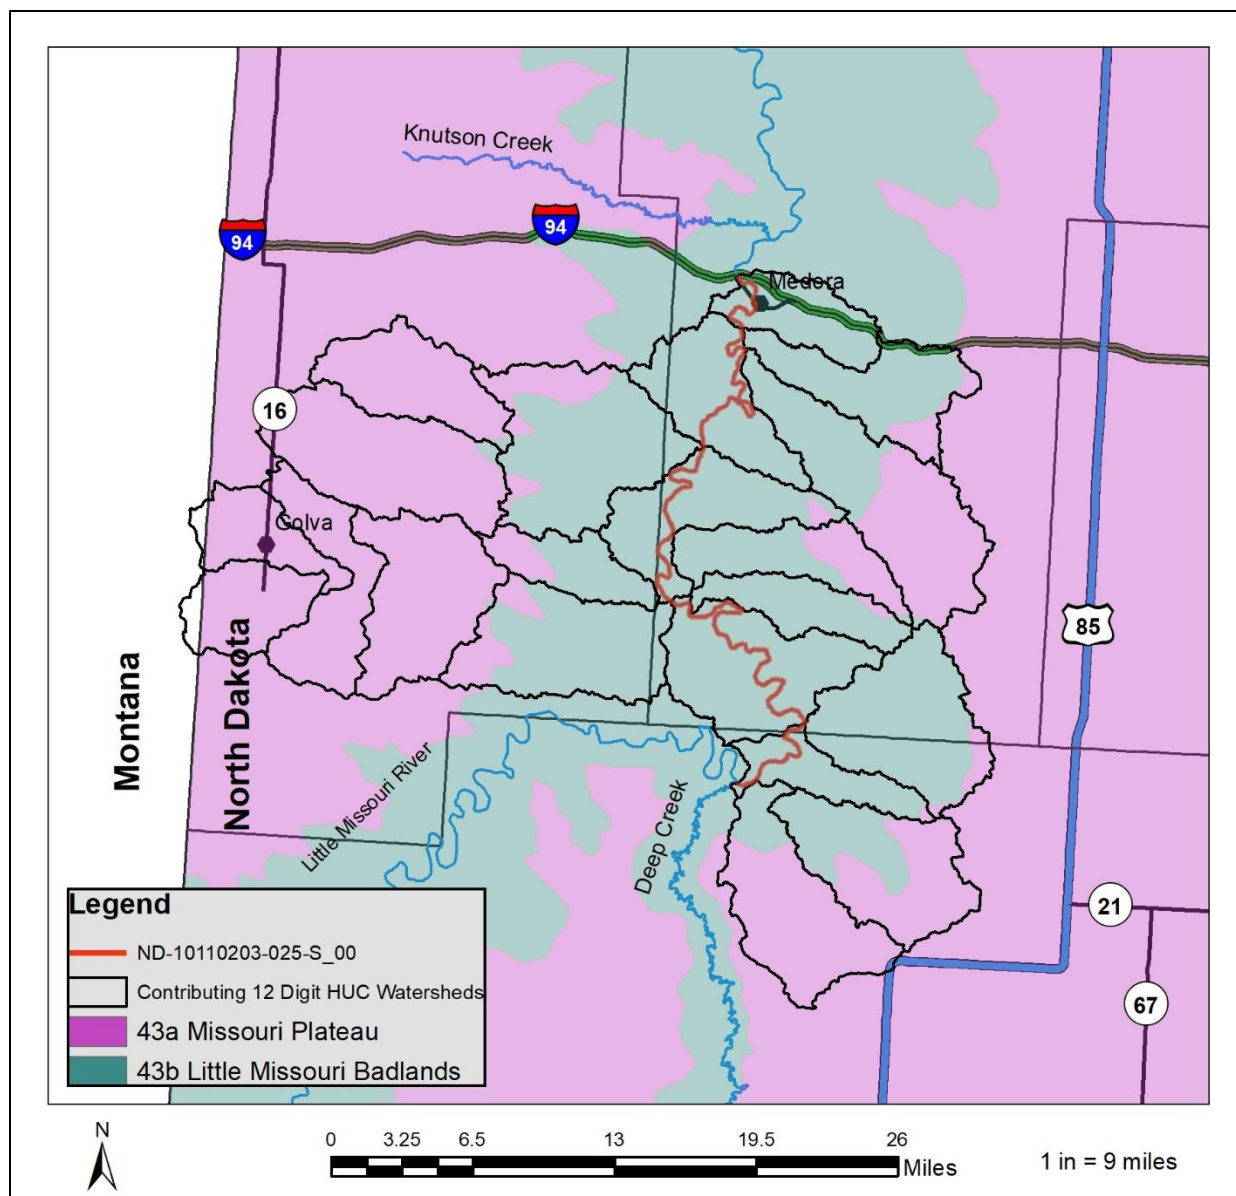 Knutson Creek
94
94
Medora
16
Golva
85
Montana
North Dakota
Little Missouri River
Deep Creek
21
67
Legend
ND-10110203-025-S_00
Contributing 12 Digit HUC Watersheds
43a Missouri Plateau
43b Little Missouri Badlands
N
0 3.25 6.5 13 19.5 26
Miles
1 in = 9 miles